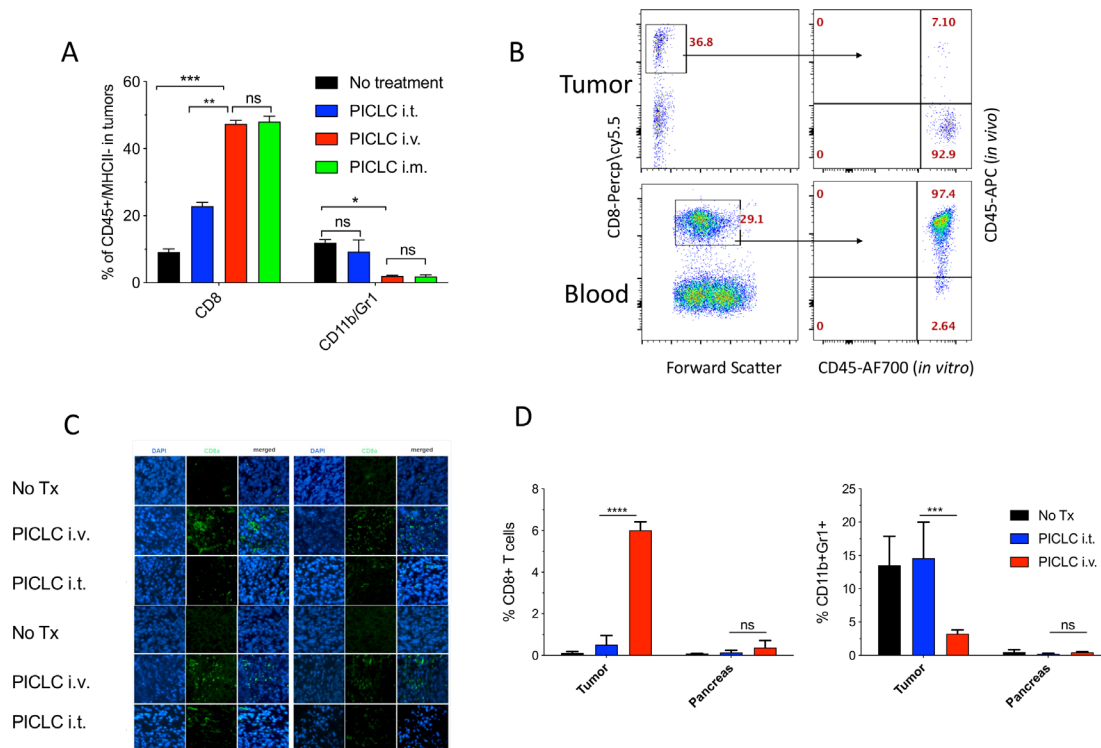 A
% of CD45+/MHCII- in tumors
60
40
20
0
***
**
ns
*
ns
ns
No treatment
PICLC i.t.
PICLC i.v.
PICLC i.m.
CD8
CD11b/Gr1
B
Tumor
Blood
CD8-Percp\cy5.5
36.8
29.1
0
7.10
0
92.9
0
97.4
0
2.64
CD45-APC (in vivo)
Forward Scatter
CD45-AF700 (in vitro)
C
DAPI
CD8a
merged
DAPI
CD8a
merged
No Tx
PICLC i.v.
PICLC i.t.
No Tx
PICLC i.v.
PICLC i.t.
D
% CD8+ T cells
8
6
4
2
0
****
ns
Tumor
Pancreas
% CD11b+Gr1+
25
20
15
10
5
0
***
ns
Tumor
Pancreas
No Tx
PICLC i.t.
PICLC i.v.